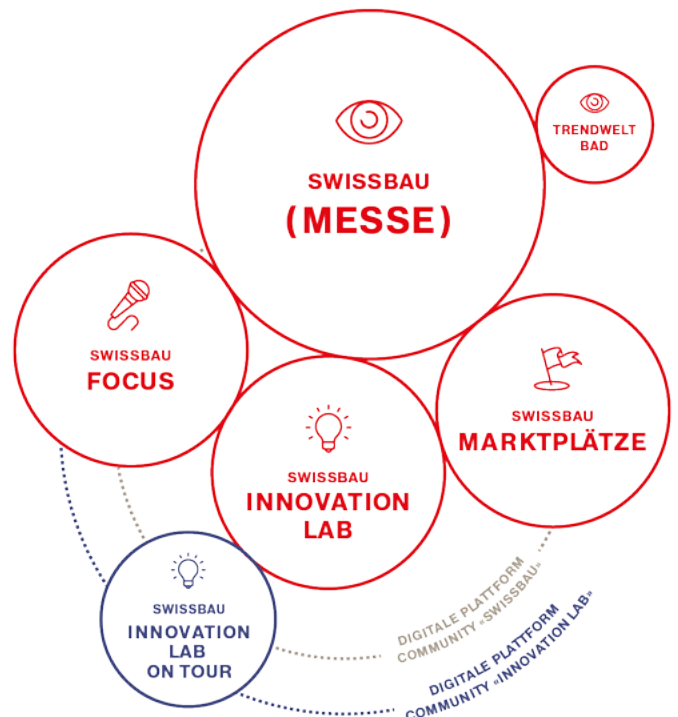 SWISSBAU
(MESSE)
TRENDWELT
BAD
SWISSBAU
FOCUS
SWISSBAU
MARKTPLÄTZE
SWISSBAU
INNOVATION
LAB
SWISSBAU
INNOVATION
LAB
ON TOUR
DIGITALE PLATTFORM
COMMUNITY «SWISSBAU»
DIGITALE PLATTFORM
COMMUNITY «INNOVATION LAB»